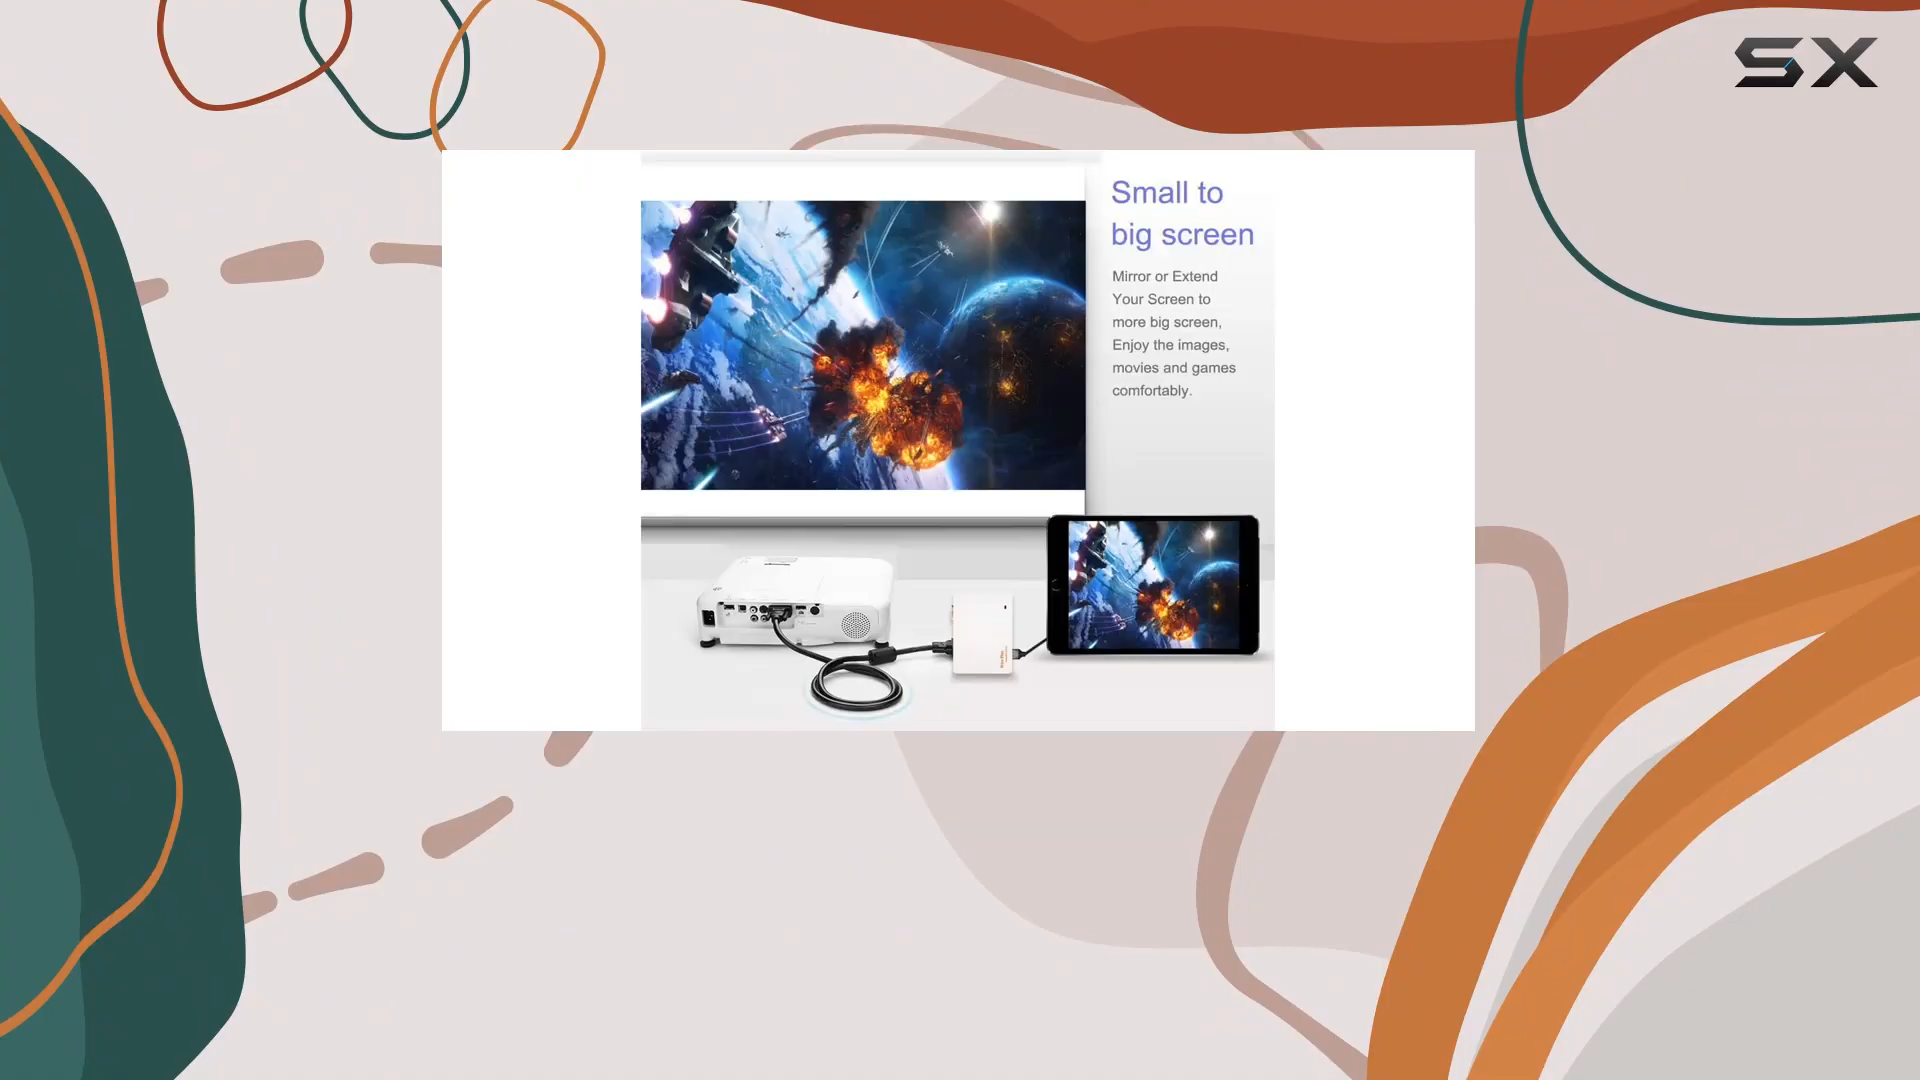 SX
Small to
big screen
Mirror or Extend
Your Screen to
more big screen,
Enjoy the images,
movies and games
comfortably.